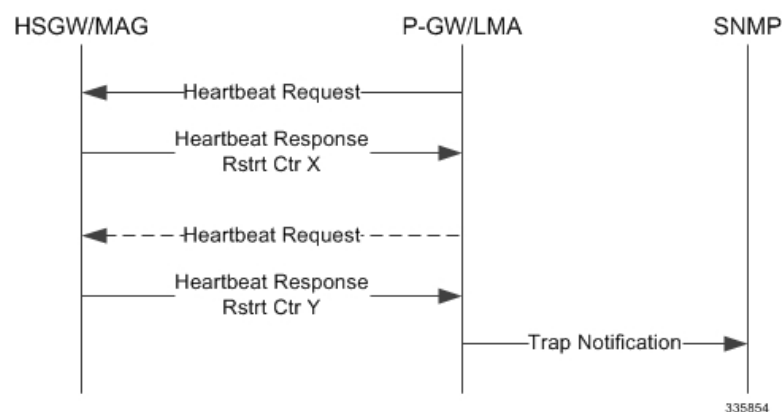 HSGW/MAG P-GW/LMA SNMP
Heartbeat Request
Heartbeat Response
Rstrt Ctr X
Heartbeat Request
Heartbeat Response
Rstrt Ctr Y
Trap Notification
335854